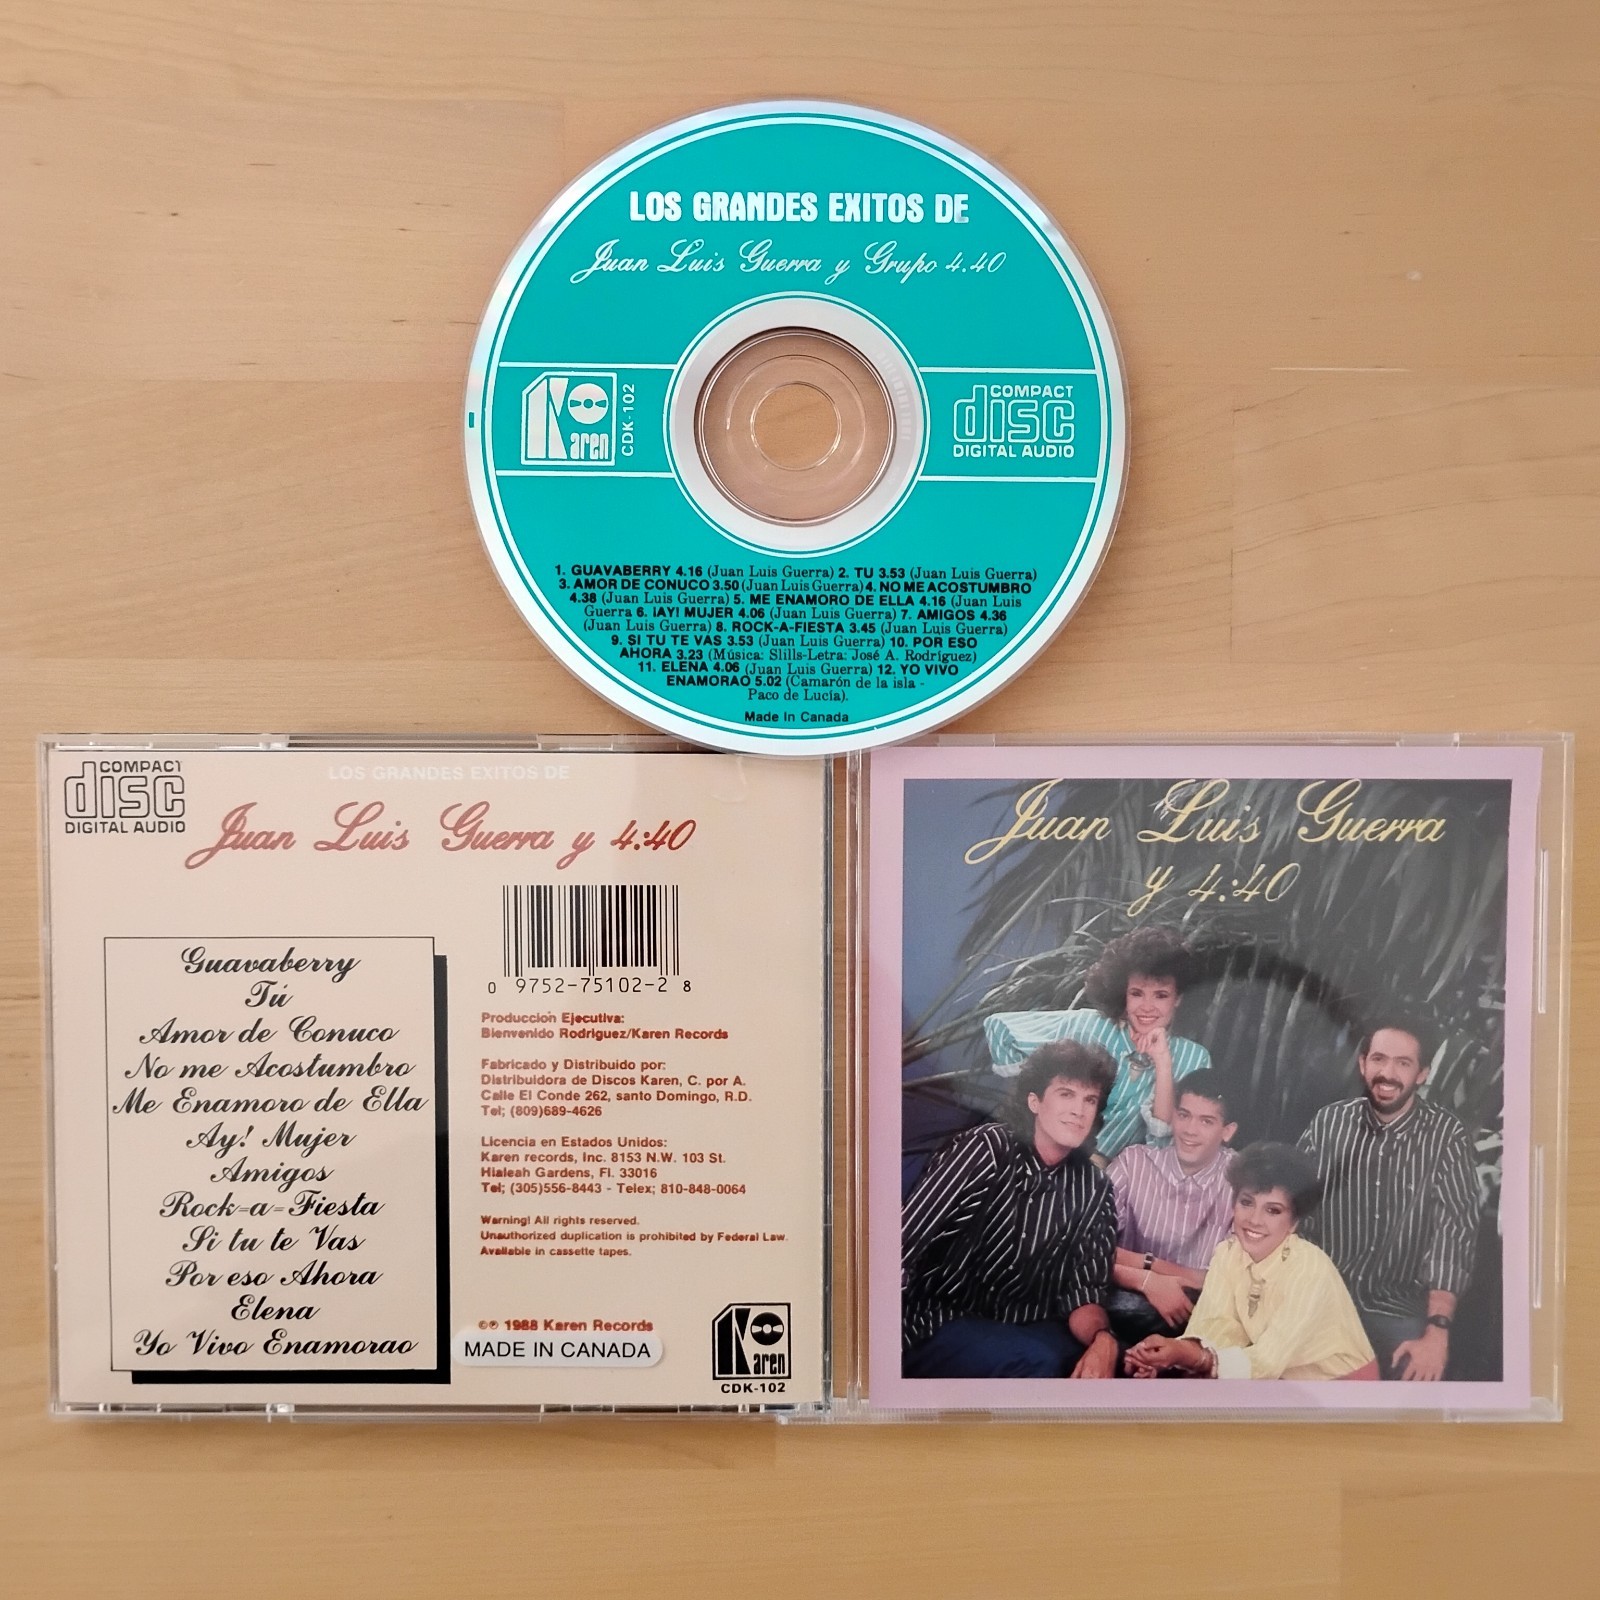 LOS GRANDES EXITOS DE
Juan Luis Guerra y Grupo 4.40
Karen
CDK-102
COMPACT
disc
DIGITAL AUDIO
1. GUAVABERRY 4.16 (Juan Luis Guerra) 2. TU 3.53 (Juan Luis Guerra)
3. AMOR DE CONUCO 3.50 (Juan Luis Guerra) 4. NO ME ACOSTUMBRO
4.38 (Juan Luis Guerra) 5. ME ENAMORO DE ELLA 4.16 (Juan Luis
Guerra 6. ¡AY! MUJER 4.06 (Juan Luis Guerra) 7. AMIGOS 4.36
(Juan Luis Guerra) 8. ROCK-A-FIESTA 3.45 (Juan Luis Guerra)
9. SI TU TE VAS 3.53 (Juan Luis Guerra) 10. POR ESO
AHORA 3.23 (Música: Slills-Letra: José A. Rodríguez)
11. ELENA 4.06 (Juan Luis Guerra) 12. YO VIVO
ENAMORAO 5.02 (Camarón de la isla -
Paco de Lucía).
Made In Canada
COMPACT
disc
DIGITAL AUDIO
LOS GRANDES EXITOS DE
Juan Luis Guerra y 4:40
Guavaberry
Tú
Amor de Conuco
No me Acostumbro
Me Enamoro de Ella
Ay! Mujer
Amigos
Rock=a=Fiesta
Si tu te Vas
Por eso Ahora
Elena
Yo Vivo Enamorao
0 9752-75102-2 8
Producción Ejecutiva:
Bienvenido Rodriguez/Karen Records
Fabricado y Distribuido por:
Distribuidora de Discos Karen, C. por A.
Calle El Conde 262, santo Domingo, R.D.
Tel; (809)689-4626
Licencia en Estados Unidos:
Karen records, Inc. 8153 N.W. 103 St.
Hialeah Gardens, Fl. 33016
Tel; (305)556-8443 - Telex; 810-848-0064
Warning! All rights reserved.
Unauthorized duplication is prohibited by Federal Law.
Available in cassette tapes.
©℗ 1988 Karen Records
MADE IN CANADA
Karen
CDK-102
Juan Luis Guerra
y 4:40